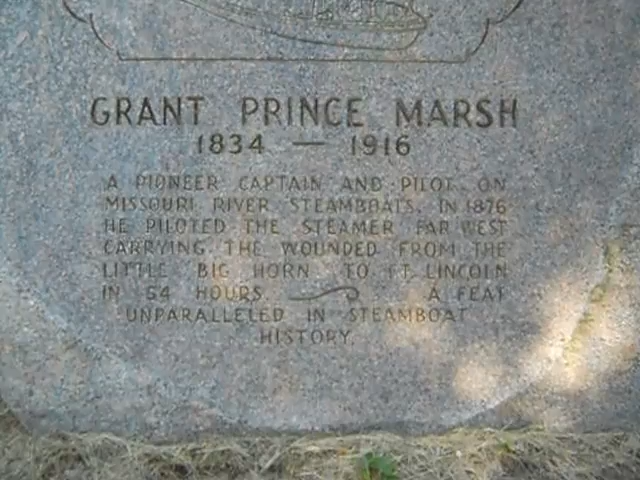 GRANT PRINCE MARSH
1834 — 1916
A PIONEER CAPTAIN AND PILOT ON
MISSOURI RIVER STEAMBOATS. IN 1876
HE PILOTED THE STEAMER FAR WEST
CARRYING THE WOUNDED FROM THE
LITTLE BIG HORN TO FT. LINCOLN
IN 54 HOURS A FEAT
UNPARALLELED IN STEAMBOAT
HISTORY.